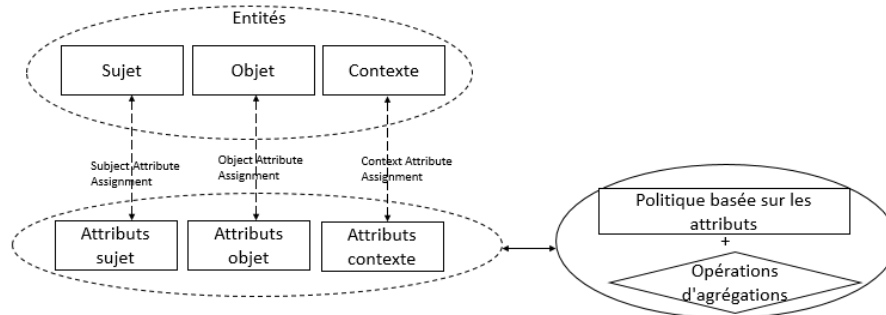 Entités
Sujet
Objet
Contexte
Subject Attribute
Assignment
Object Attribute
Assignment
Context Attribute
Assignment
Attributs
sujet
Attributs
objet
Attributs
contexte
Politique basée sur les
attributs
+
Opérations
d'agrégations